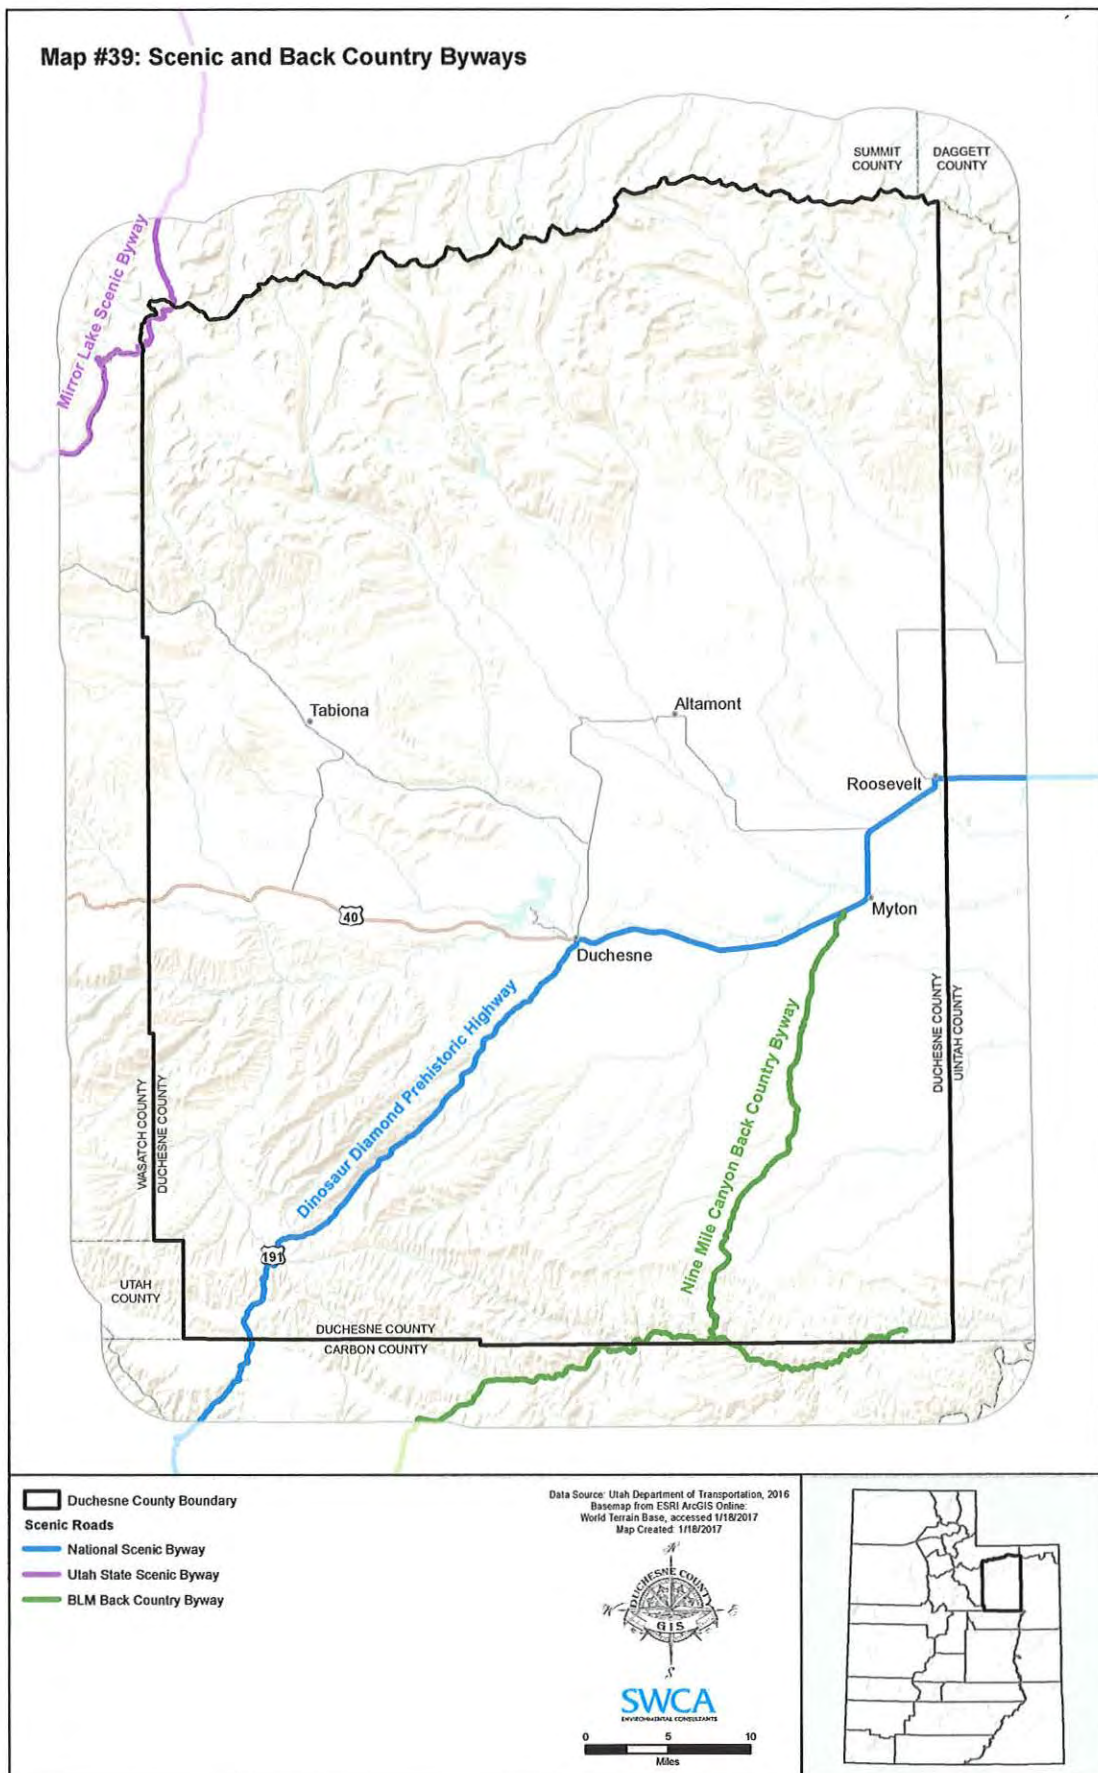 Map #39: Scenic and Back Country Byways
SUMMIT
COUNTY
DAGGETT
COUNTY
Mirror Lake Scenic Byway
Tabiona
Altamont
Roosevelt
40
Myton
Duchesne
Dinosaur Diamond Prehistoric Highway
Nine Mile Canyon Back Country Byway
DUCHESNE COUNTY
UINTAH COUNTY
WASATCH COUNTY
DUCHESNE COUNTY
191
UTAH
COUNTY
DUCHESNE COUNTY
CARBON COUNTY
Duchesne County Boundary
Scenic Roads
National Scenic Byway
Utah State Scenic Byway
BLM Back Country Byway
Data Source: Utah Department of Transportation, 2016
Basemap from ESRI ArcGIS Online:
World Terrain Base, accessed 1/18/2017
Map Created: 1/18/2017
N
DUCHESNE COUNTY
W
E
GIS
S
SWCA
ENVIRONMENTAL CONSULTANTS
0 5 10
Miles